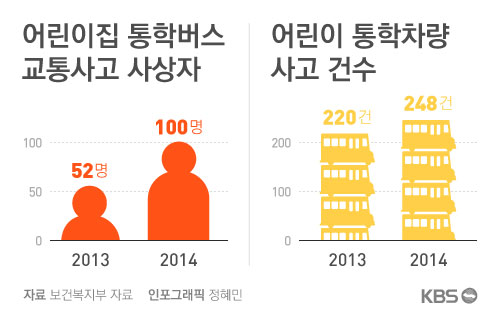 어린이집 통학버스
교통사고 사상자
100명
52명
100
50
0
2013 2014
어린이 통학차량
사고 건수
248건
220건
200
100
0
2013 2014
자료 보건복지부 자료 인포그래픽 정혜민
KBS